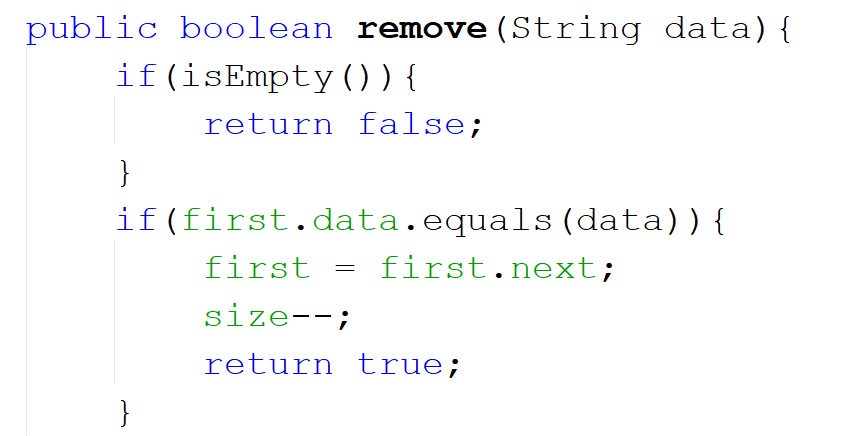 public boolean remove(String data){
    if(isEmpty()){
        return false;
    }
    if(first.data.equals(data)){
        first = first.next;
        size--;
        return true;
    }